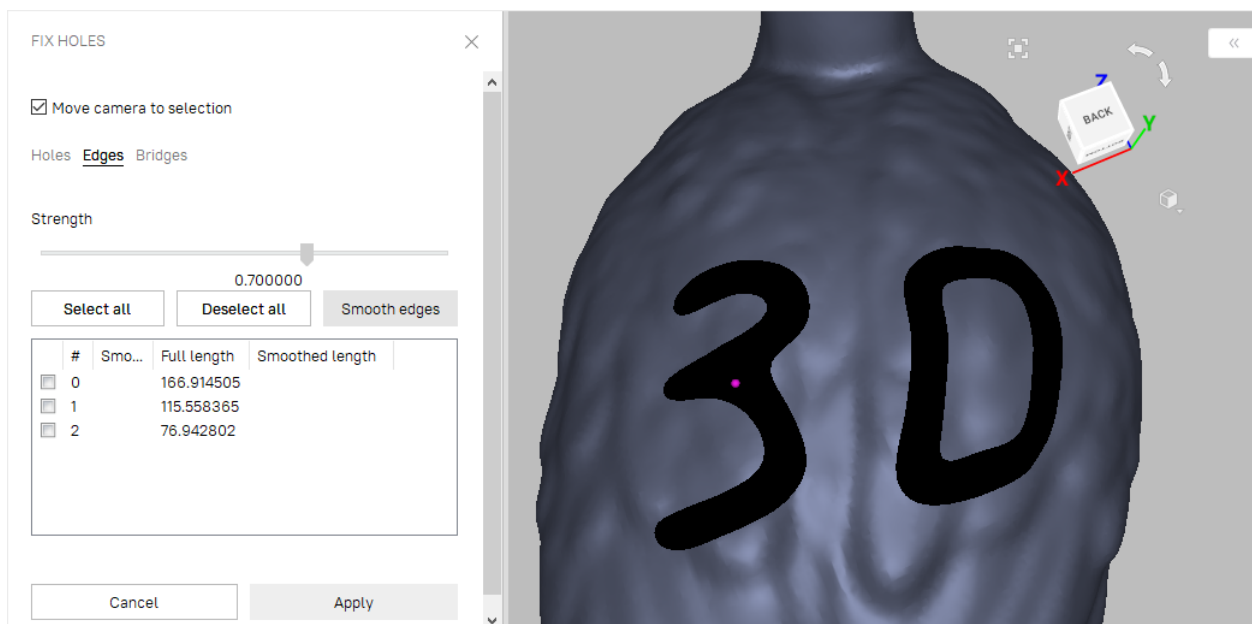 FIX HOLES
Move camera to selection
Holes Edges Bridges
Strength
0.700000
Select all Deselect all Smooth edges
# Smo... Full length Smoothed length
0 166.914505
1 115.558365
2 76.942802
Cancel Apply
Z
BACK
Y
BOTTOM
X
3D